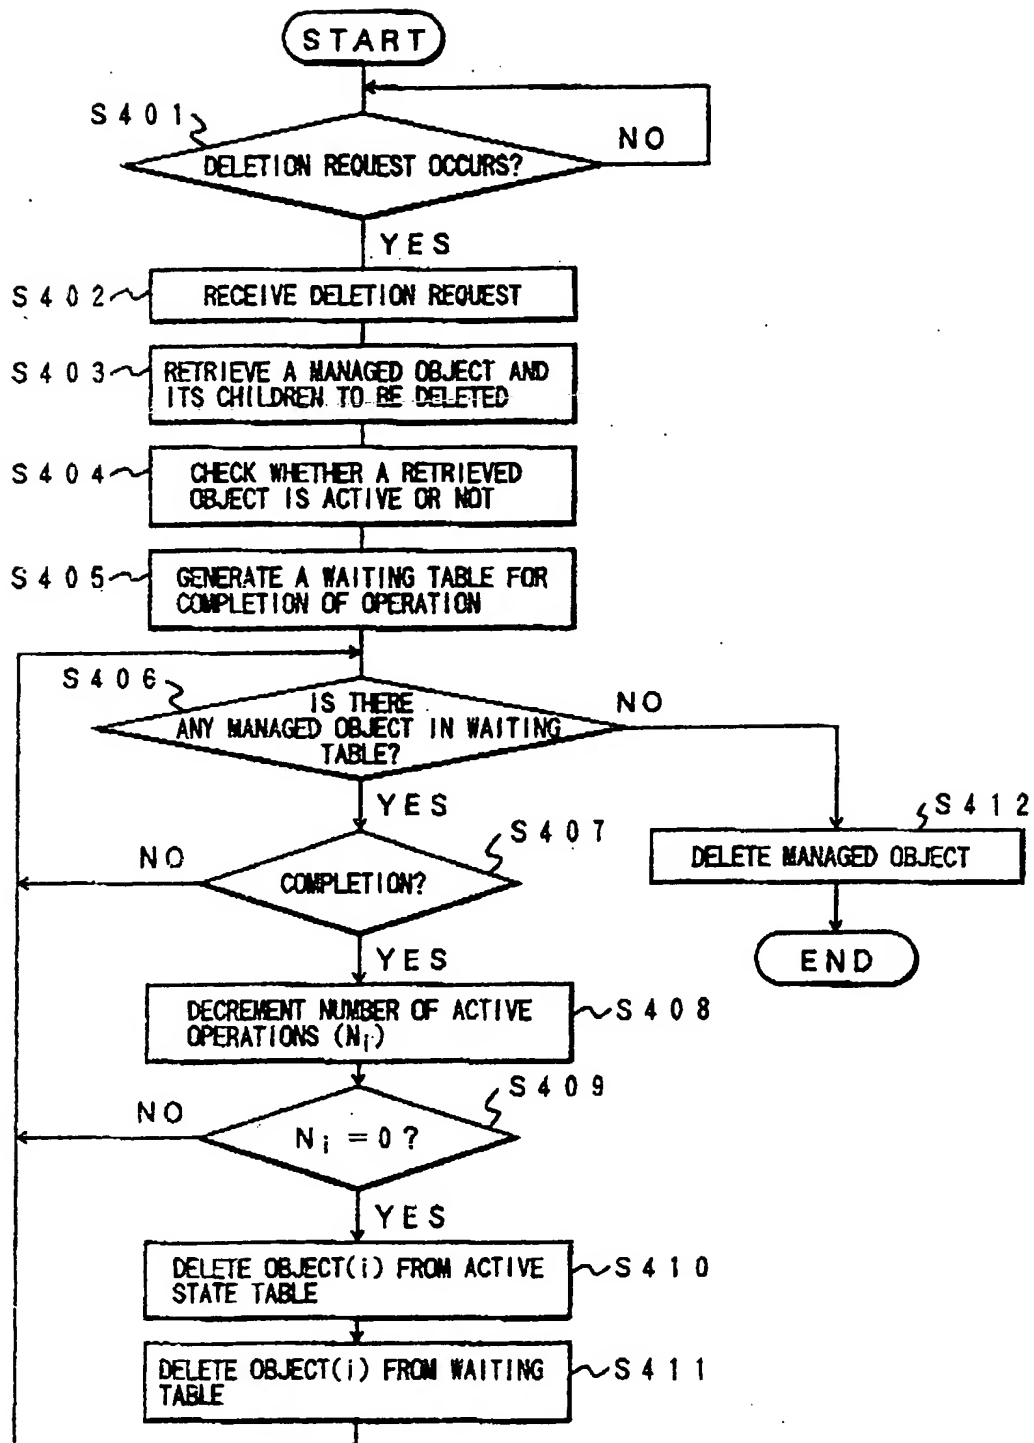 START
S401
DELETION REQUEST OCCURS?
NO
YES
S402
RECEIVE DELETION REQUEST
S403
RETRIEVE A MANAGED OBJECT AND
ITS CHILDREN TO BE DELETED
S404
CHECK WHETHER A RETRIEVED
OBJECT IS ACTIVE OR NOT
S405
GENERATE A WAITING TABLE FOR
COMPLETION OF OPERATION
S406
IS THERE
ANY MANAGED OBJECT IN WAITING
TABLE?
NO
YES
S412
DELETE MANAGED OBJECT
END
S407
COMPLETION?
NO
YES
DECREMENT NUMBER OF ACTIVE
OPERATIONS (Ni)
S408
S409
Ni = 0?
NO
YES
DELETE OBJECT(i) FROM ACTIVE
STATE TABLE
S410
DELETE OBJECT(i) FROM WAITING
TABLE
S411